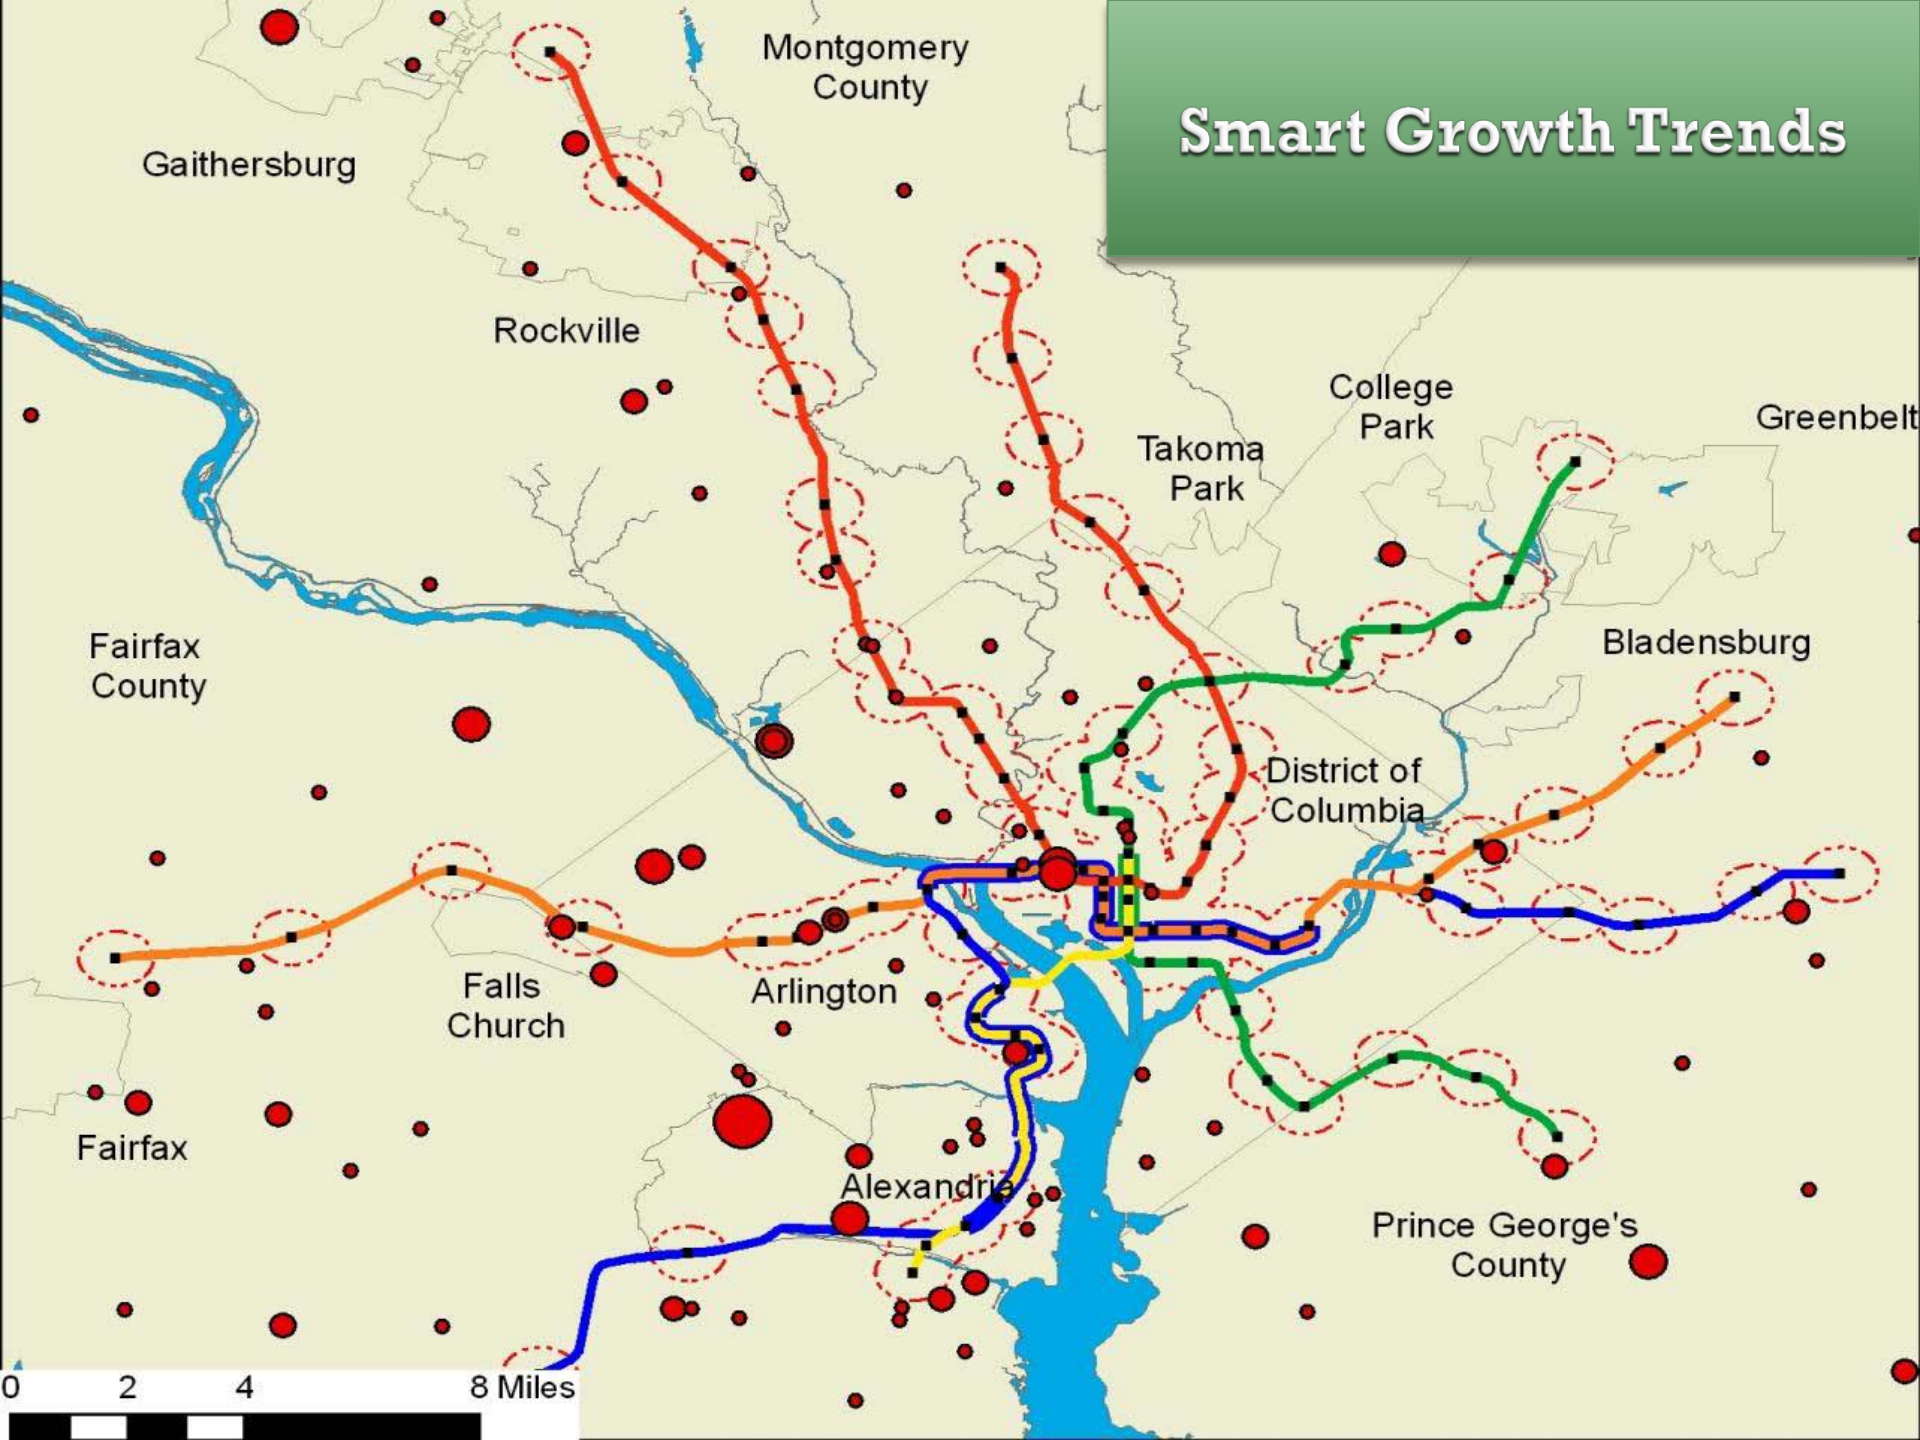 Smart Growth Trends
Montgomery
County
Gaithersburg
Rockville
College
Park
Greenbelt
Takoma
Park
Fairfax
County
Bladensburg
District of
Columbia
Falls
Church
Arlington
Fairfax
Alexandria
Prince George's
County
0 2 4 8 Miles